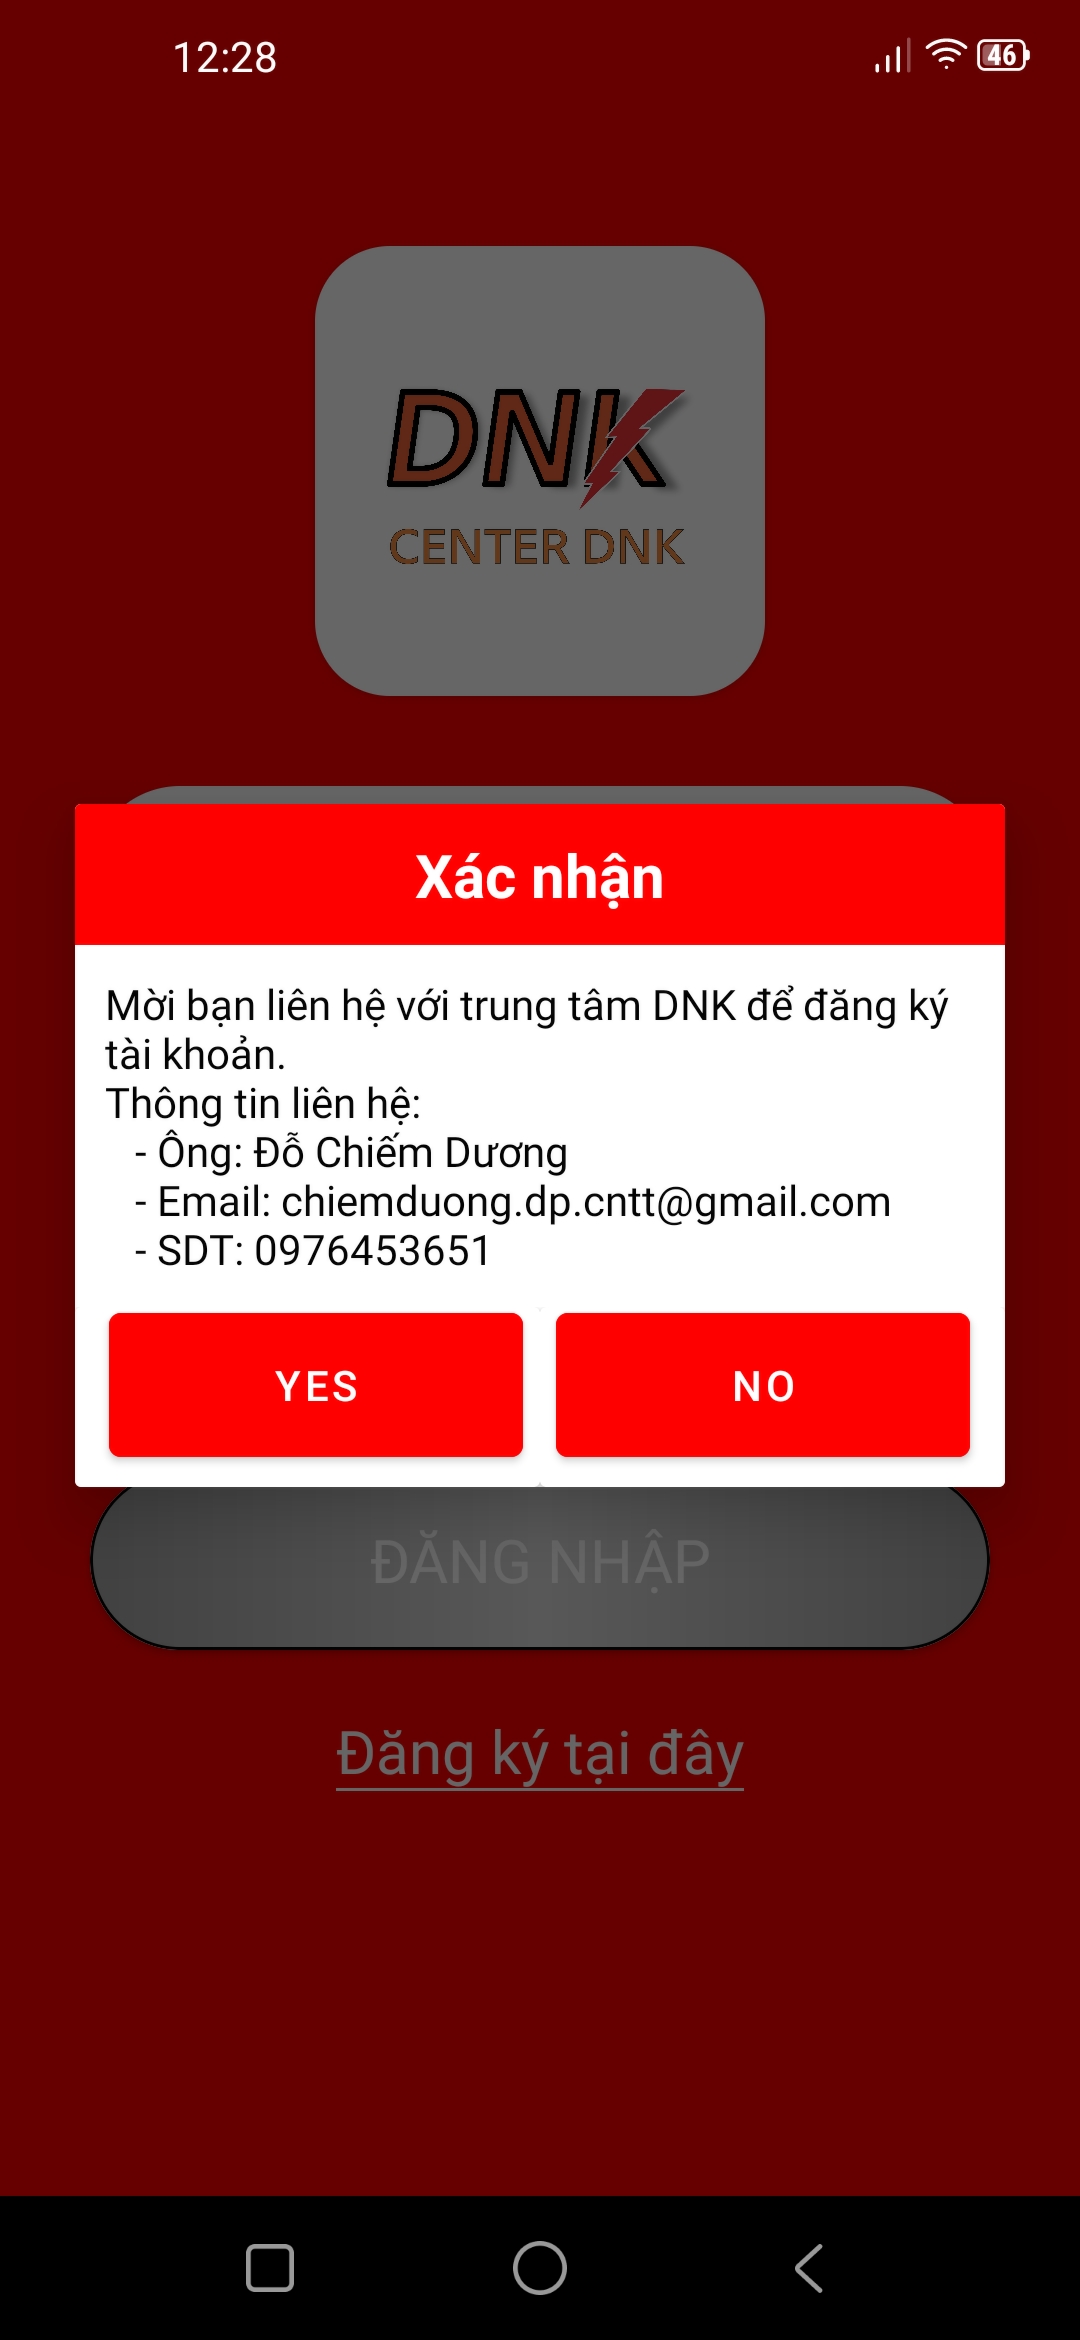 12:28
46
DNK
CENTER DNK
Xác nhận
Mời bạn liên hệ với trung tâm DNK để đăng ký
tài khoản.
Thông tin liên hệ:
- Ông: Đỗ Chiếm Dương
- Email: chiemduong.dp.cntt@gmail.com
- SDT: 0976453651
YES
NO
ĐĂNG NHẬP
Đăng ký tại đây